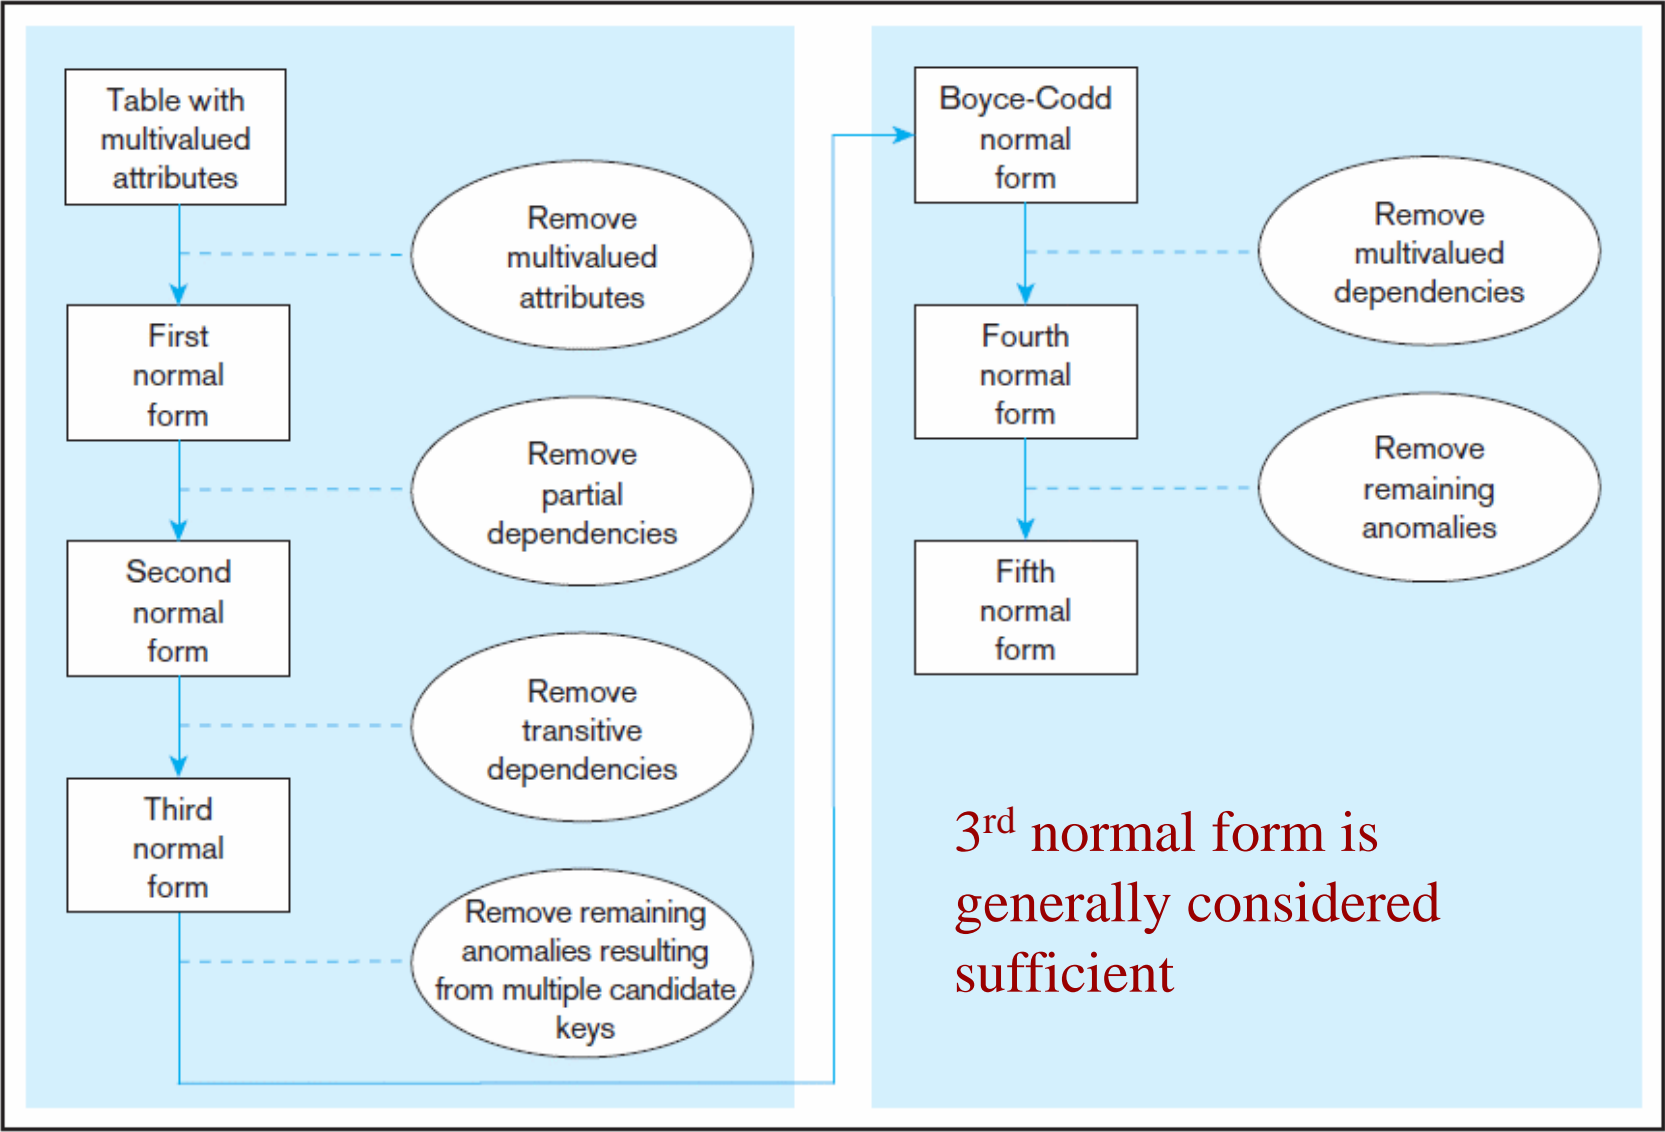 Table with
multivalued
attributes
Remove
multivalued
attributes
First
normal
form
Remove
partial
dependencies
Second
normal
form
Remove
transitive
dependencies
Third
normal
form
Remove remaining
anomalies resulting
from multiple candidate
keys
Boyce-Codd
normal
form
Remove
multivalued
dependencies
Fourth
normal
form
Remove
remaining
anomalies
Fifth
normal
form
3rd normal form is
generally considered
sufficient